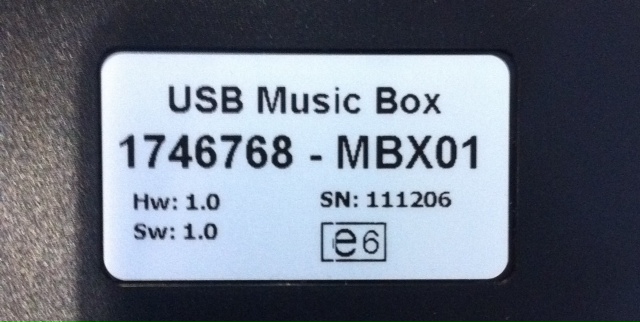 USB Music Box
1746768 - MBX01
Hw: 1.0 SN: 111206
Sw: 1.0 e6